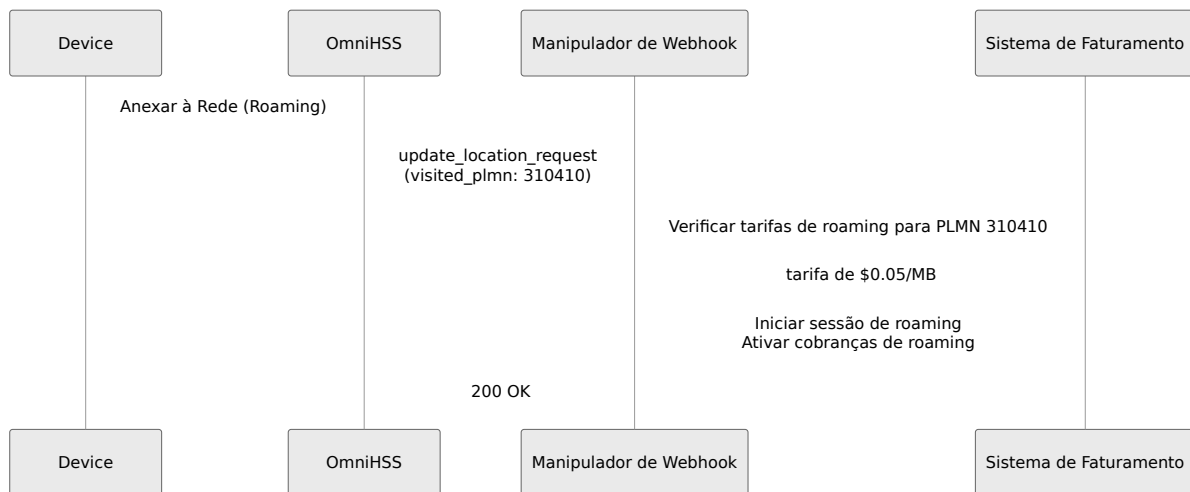 Device
OmniHSS
Manipulador de Webhook
Sistema de Faturamento
Anexar à Rede (Roaming)
update_location_request
(visited_plmn: 310410)
Verificar tarifas de roaming para PLMN 310410
tarifa de $0.05/MB
Iniciar sessão de roaming
Ativar cobranças de roaming
200 OK
Device
OmniHSS
Manipulador de Webhook
Sistema de Faturamento